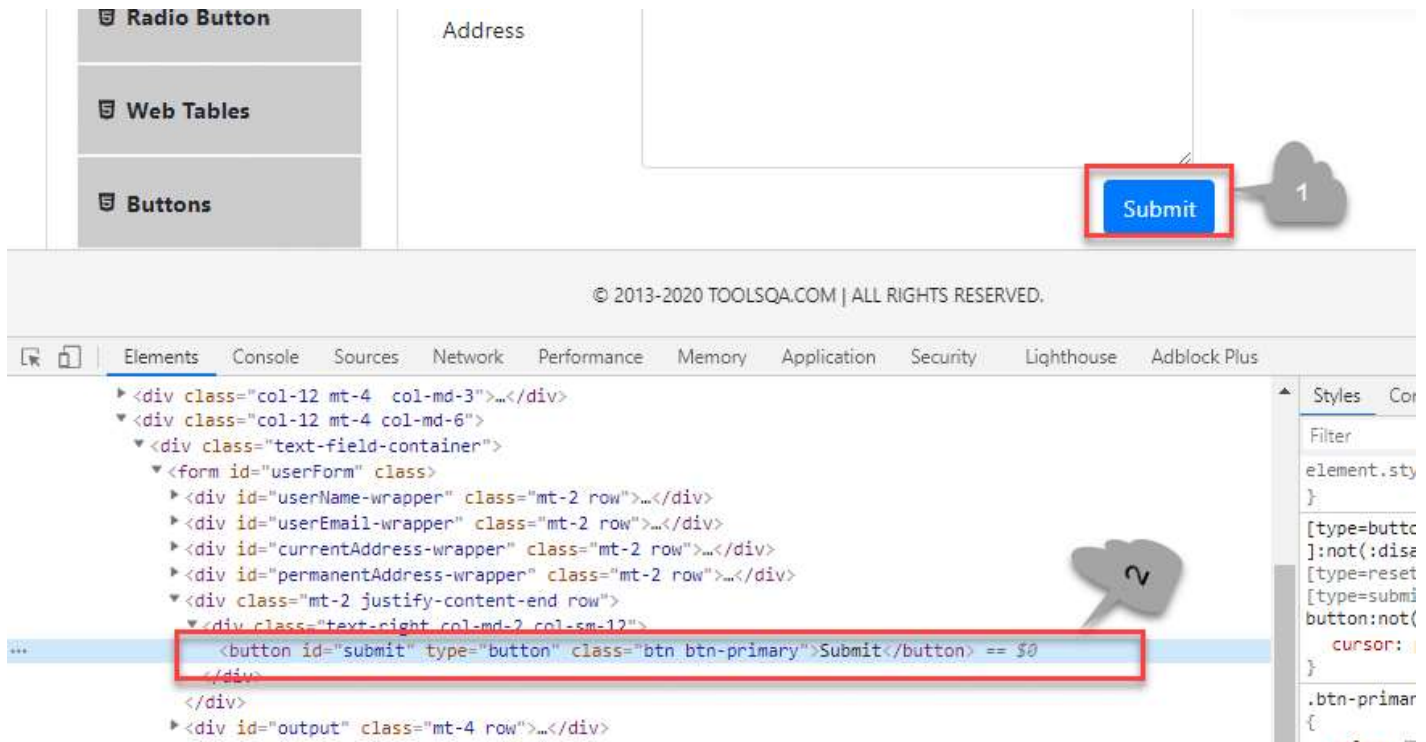 Radio Button
Address
Web Tables
Buttons
Submit
1
© 2013-2020 TOOLSQA.COM | ALL RIGHTS RESERVED.
Elements Console Sources Network Performance Memory Application Security Lighthouse Adblock Plus
<div class="col-12 mt-4  col-md-3">…</div>
Styles Cor
<div class="col-12 mt-4 col-md-6">
<div class="text-field-container">
Filter
<form id="userForm" class>
element.sty
<div id="userName-wrapper" class="mt-2 row">…</div>
}
<div id="userEmail-wrapper" class="mt-2 row">…</div>
[type=butto
<div id="currentAddress-wrapper" class="mt-2 row">…</div>
]:not(:disa
<div id="permanentAddress-wrapper" class="mt-2 row">…</div>
2
[type=reset
<div class="mt-2 justify-content-end row">
[type=submi
<div class="text-right col-md-2 col-sm-12">
button:not(
… <button id="submit" type="button" class="btn btn-primary">Submit</button> == $0
cursor:
</div>
}
</div>
.btn-primar
<div id="output" class="mt-4 row">…</div>
{